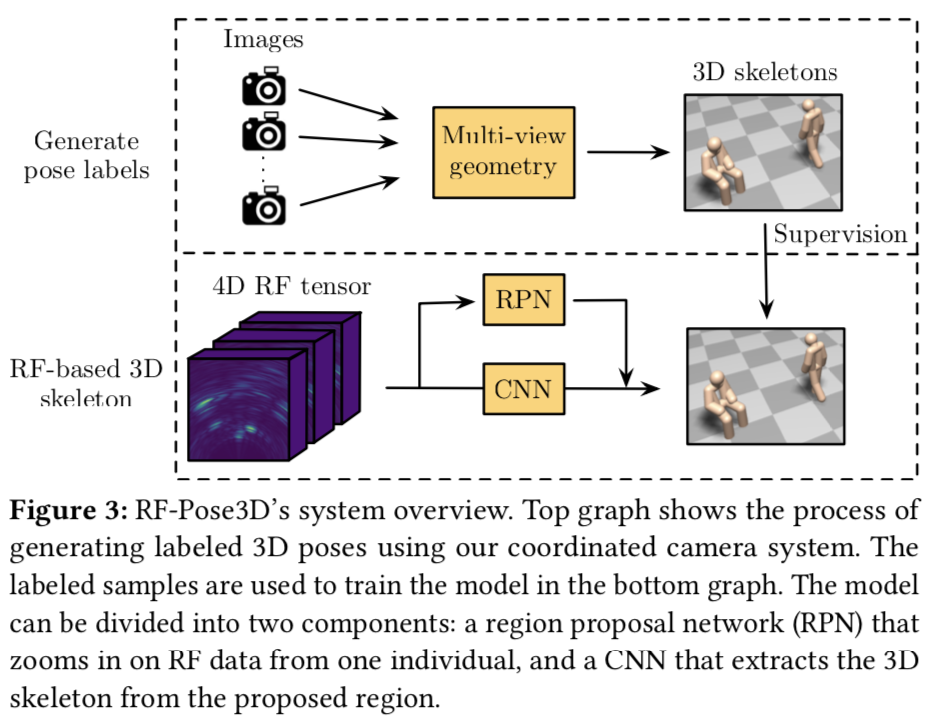 Images
3D skeletons
Generate
pose labels
Multi-view
geometry
Supervision
4D RF tensor
RPN
RF-based 3D
skeleton
CNN
Figure 3: RF-Pose3D's system overview. Top graph shows the process of
generating labeled 3D poses using our coordinated camera system. The
labeled samples are used to train the model in the bottom graph. The model
can be divided into two components: a region proposal network (RPN) that
zooms in on RF data from one individual, and a CNN that extracts the 3D
skeleton from the proposed region.